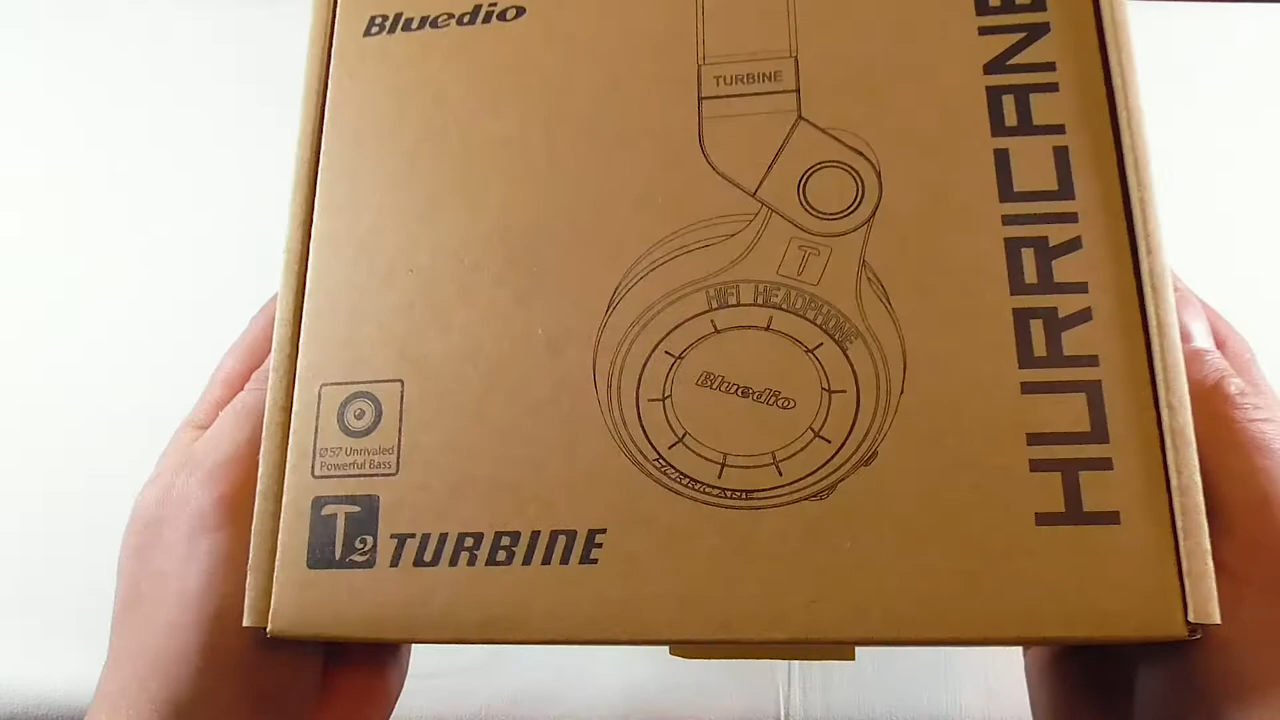 Bluedio
TURBINE
T
HIFI HEADPHONE
Bluedio
HURRICANE
Ø57 Unrivaled
Powerful Bass
T2 TURBINE
HURRICANE